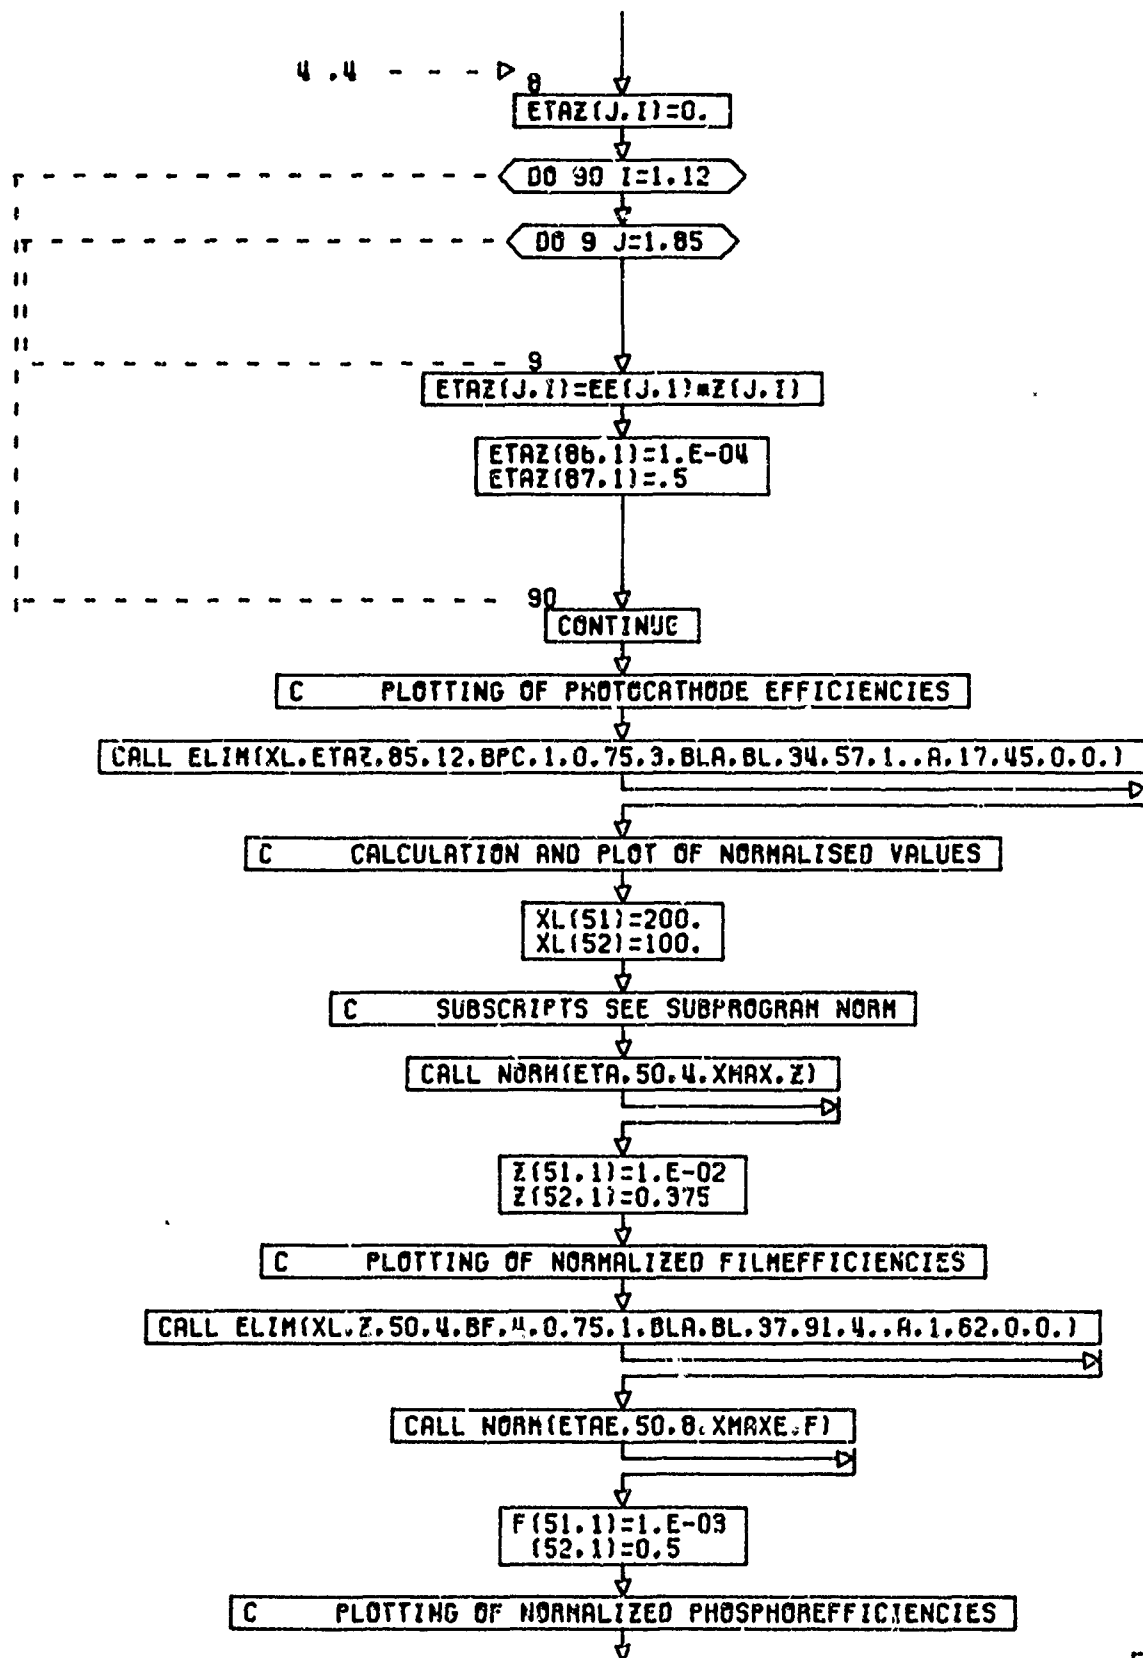 4.4
8
ETAZ(J,I)=0.
DO 90 I=1,12
DO 9 J=1,85
9
ETAZ(J,I)=EE(J,1)*Z(J,I)
ETAZ(86,1)=1.E-04
ETAZ(87,1)=.5
90
CONTINUE
C PLOTTING OF PHOTOCATHODE EFFICIENCIES
CALL ELIM(XL,ETAZ,85,12,BPC,1,0.75,3,BLA,BL,34,57,1.,A,17,45,0,0.)
C CALCULATION AND PLOT OF NORMALISED VALUES
XL(51)=200.
XL(52)=100.
C SUBSCRIPTS SEE SUBPROGRAM NORM
CALL NORM(ETA,50,4,XMAX,Z)
Z(51,1)=1.E-02
Z(52,1)=0.375
C PLOTTING OF NORMALIZED FILMEFFICIENCIES
CALL ELIM(XL,Z,50,4,BF,4,0.75,1,BLA,BL,37,91,4.,A,1,62,0,0.)
CALL NORM(ETAE,50,8,XMAXE,F)
F(51,1)=1.E-03
(52,1)=0.5
C PLOTTING OF NORMALIZED PHOSPHOREFFICIENCIES